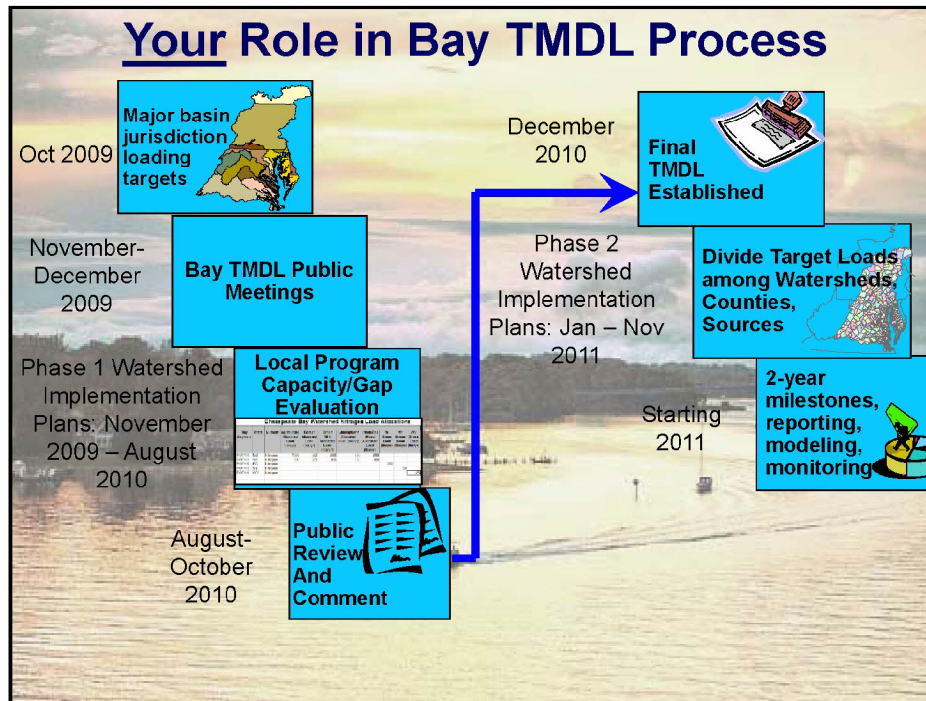 Your Role in Bay TMDL Process
Oct 2009
Major basin
jurisdiction
loading
targets
November-
December
2009
Bay TMDL Public
Meetings
Phase 1 Watershed
Implementation
Plans: November
2009 – August
2010
Local Program
Capacity/Gap
Evaluation
Chesapeake Bay Watershed Nitrogen Load Allocations
August-
October
2010
Public
Review
And
Comment
December
2010
Final
TMDL
Established
Phase 2
Watershed
Implementation
Plans: Jan – Nov
2011
Divide Target Loads
among Watersheds,
Counties,
Sources
Starting
2011
2-year
milestones,
reporting,
modeling,
monitoring